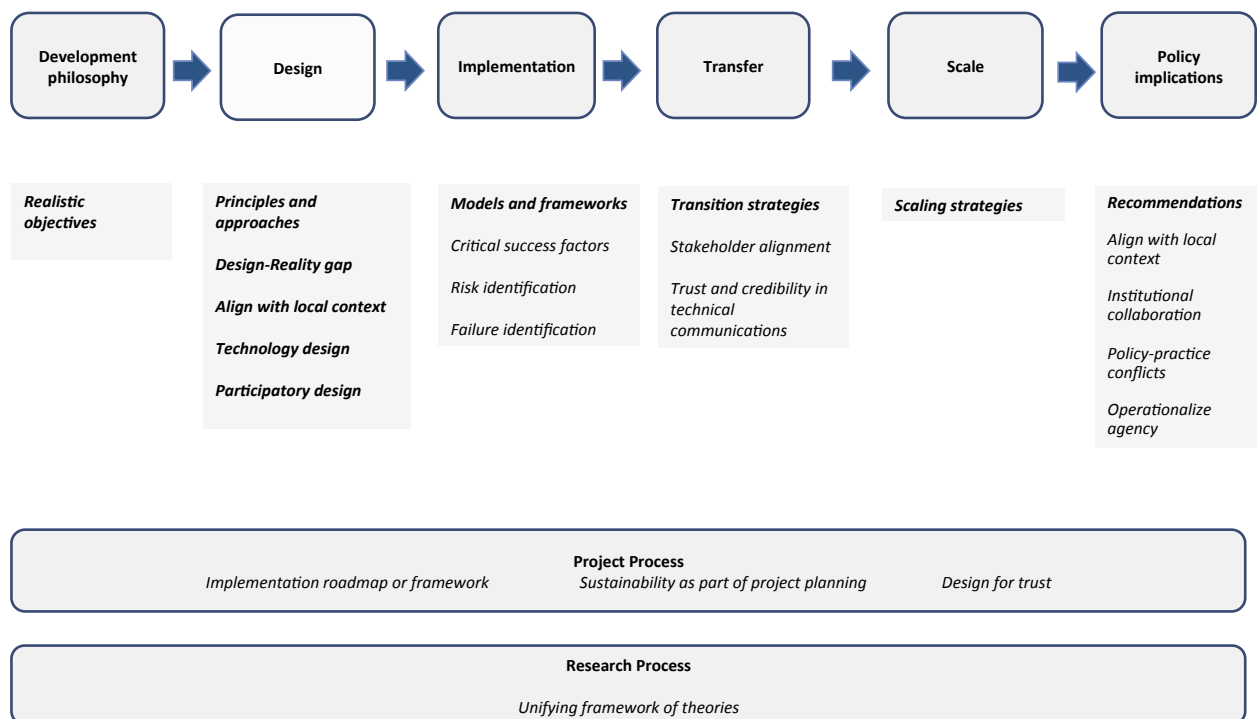 Development
philosophy
Design
Implementation
Transfer
Scale
Policy
implications
Realistic
objectives
Principles and
approaches
Design-Reality gap
Align with local context
Technology design
Participatory design
Models and frameworks
Critical success factors
Risk identification
Failure identification
Transition strategies
Stakeholder alignment
Trust and credibility in
technical
communications
Scaling strategies
Recommendations
Align with local
context
Institutional
collaboration
Policy-practice
conflicts
Operationalize
agency
Project Process
Implementation roadmap or framework Sustainability as part of project planning Design for trust
Research Process
Unifying framework of theories